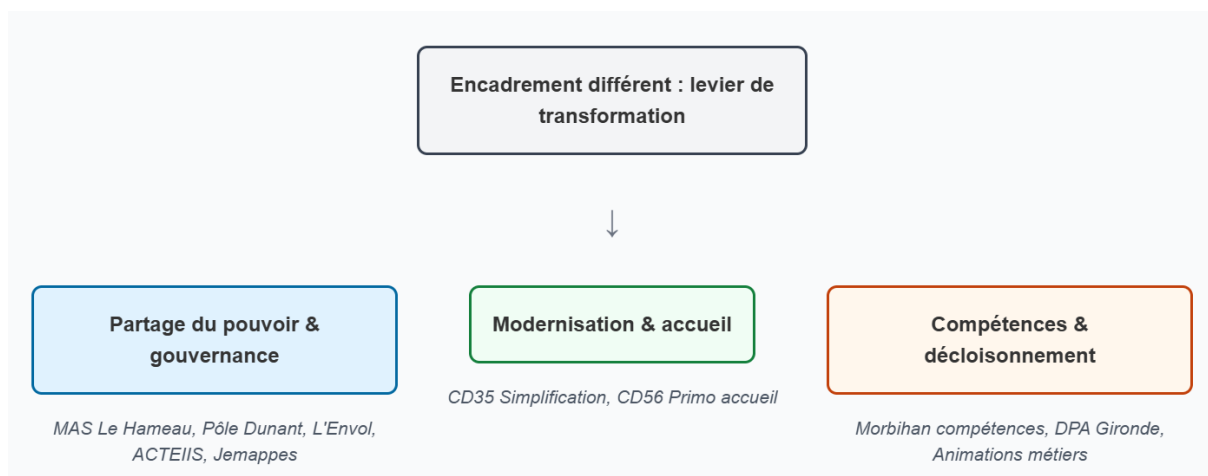 Encadrement différent : levier de
transformation
↓
Partage du pouvoir &
gouvernance
MAS Le Hameau, Pôle Dunant, L'Envol,
ACTEIIS, Jemappes
Modernisation & accueil
CD35 Simplification, CD56 Primo accueil
Compétences &
décloisonnement
Morbihan compétences, DPA Gironde,
Animations métiers